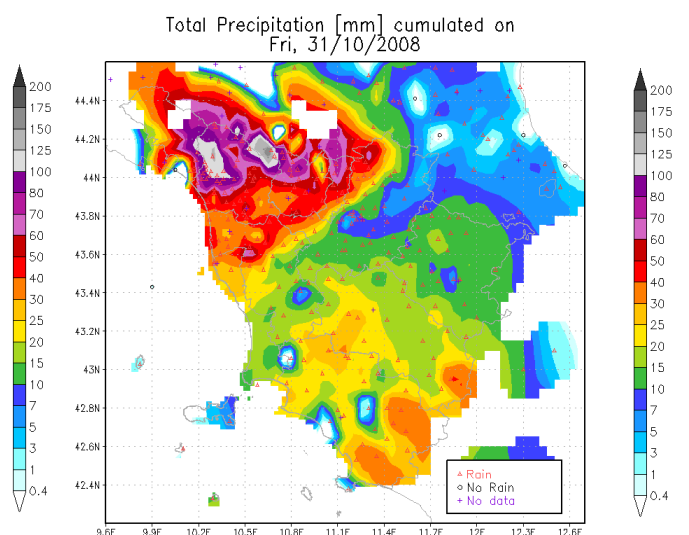 Total Precipitation [mm] cumulated on
Fri, 31/10/2008
200
175
150
125
100
80
70
60
50
40
30
25
20
15
10
7
5
3
1
0.4
44.4N
44.2N
44N
43.8N
43.6N
43.4N
43.2N
43N
42.8N
42.6N
42.4N
9.6E 9.9E 10.2E 10.5E 10.8E 11.1E 11.4E 11.7E 12E 12.3E 12.6E
Rain
No Rain
No data
200
175
150
125
100
80
70
60
50
40
30
25
20
15
10
7
5
3
1
0.4